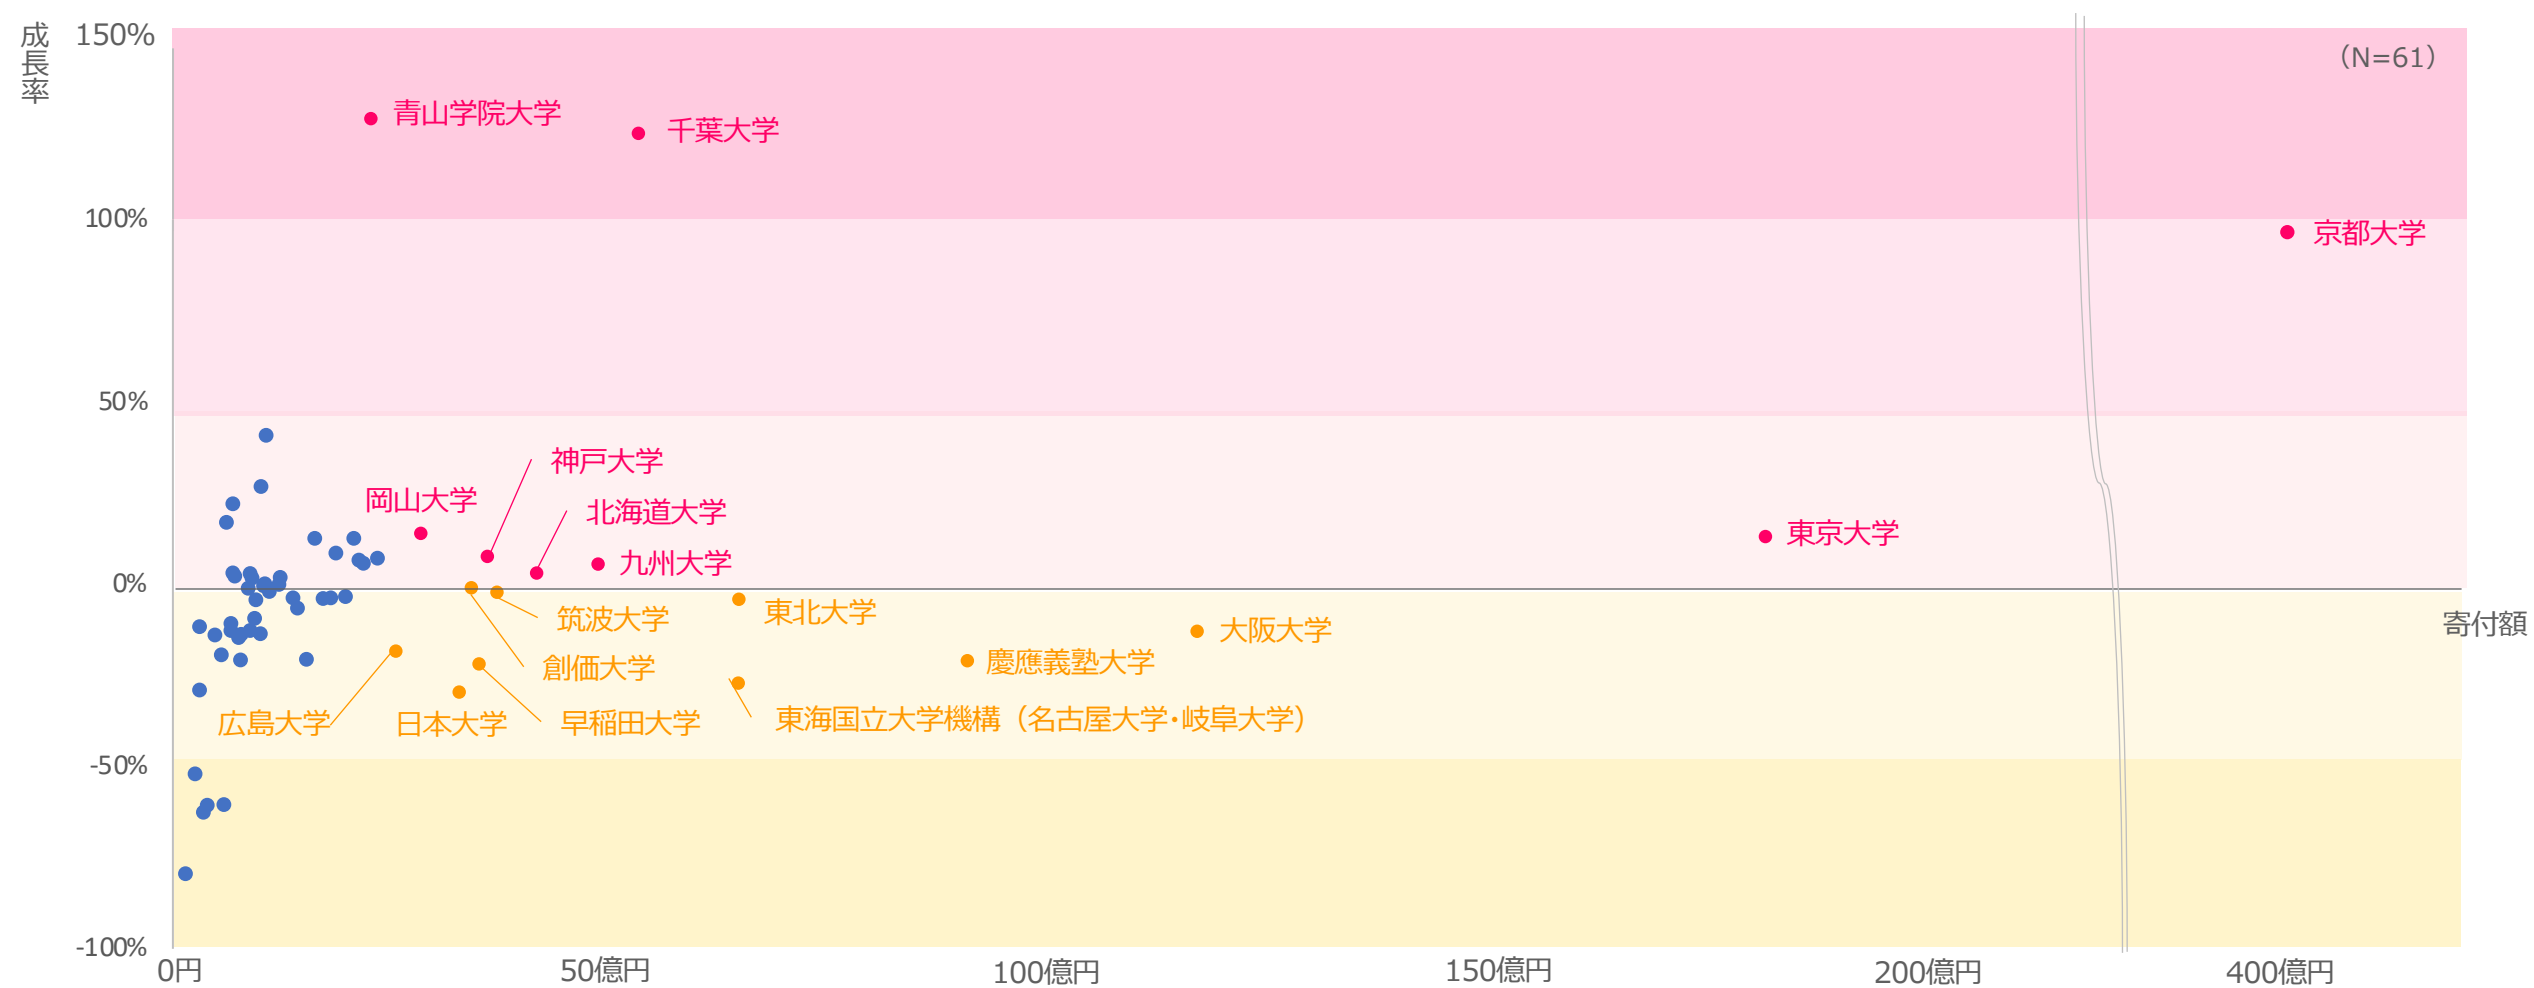 成長率
150%
（N=61）
青山学院大学
千葉大学
100%
京都大学
50%
神戸大学
岡山大学
北海道大学
東京大学
九州大学
0%
筑波大学
東北大学
寄付額
大阪大学
創価大学
慶應義塾大学
広島大学
日本大学
早稲田大学
東海国立大学機構（名古屋大学・岐阜大学）
-50%
-100%
0円
50億円
100億円
150億円
200億円
400億円